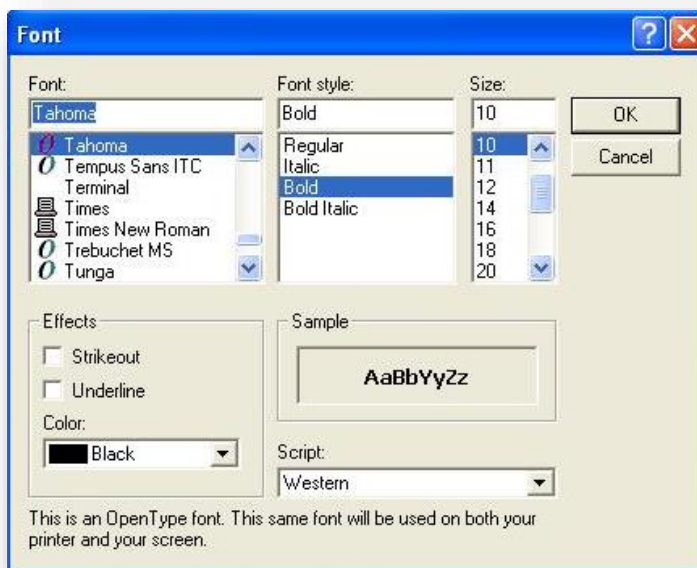 Font
Font:
Tahoma
Tahoma
Tempus Sans ITC
Terminal
Times
Times New Roman
Trebuchet MS
Tunga
Font style:
Bold
Regular
Italic
Bold
Bold Italic
Size:
10
10
11
12
14
16
18
20
OK
Cancel
Effects
Strikeout
Underline
Color:
Black
Sample
AaBbYyZz
Script:
Western
This is an OpenType font. This same font will be used on both your
printer and your screen.